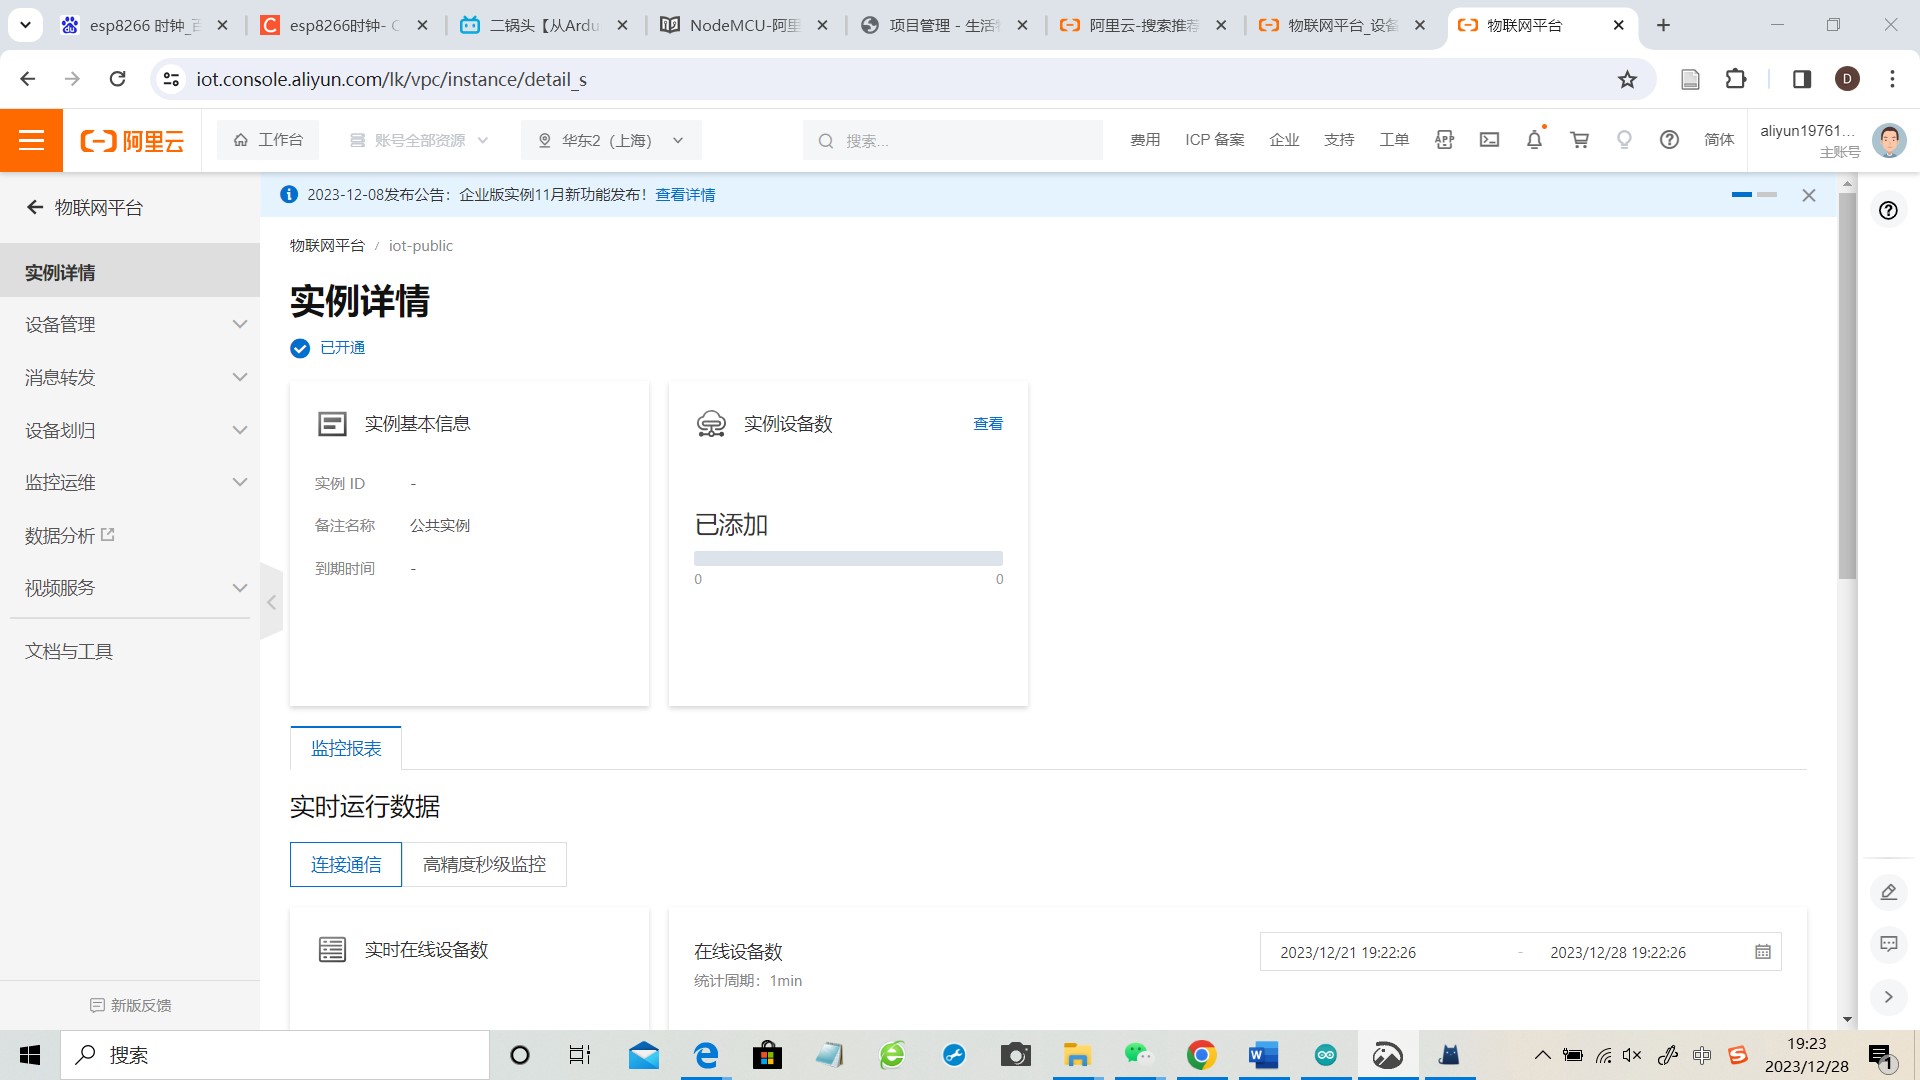 esp8266 时钟_百
esp8266时钟- C
二锅头【从Ardu
NodeMCU-阿里
项目管理 - 生活
阿里云-搜索推荐
物联网平台_设备
物联网平台
iot.console.aliyun.com/lk/vpc/instance/detail_s
D
阿里云
工作台
账号全部资源
华东2（上海）
搜索...
费用
ICP 备案
企业
支持
工单
APP
简体
aliyun19761...
主账号
物联网平台
2023-12-08发布公告：企业版实例11月新功能发布！查看详情
物联网平台 / iot-public
实例详情
设备管理
消息转发
设备划归
监控运维
数据分析
视频服务
文档与工具
新版反馈
实例详情
已开通
实例基本信息
实例 ID -
备注名称 公共实例
到期时间 -
实例设备数
查看
已添加
0 0
监控报表
实时运行数据
连接通信
高精度秒级监控
实时在线设备数
在线设备数
统计周期：1min
2023/12/21 19:22:26 - 2023/12/28 19:22:26
搜索
中
19:23
2023/12/28
1